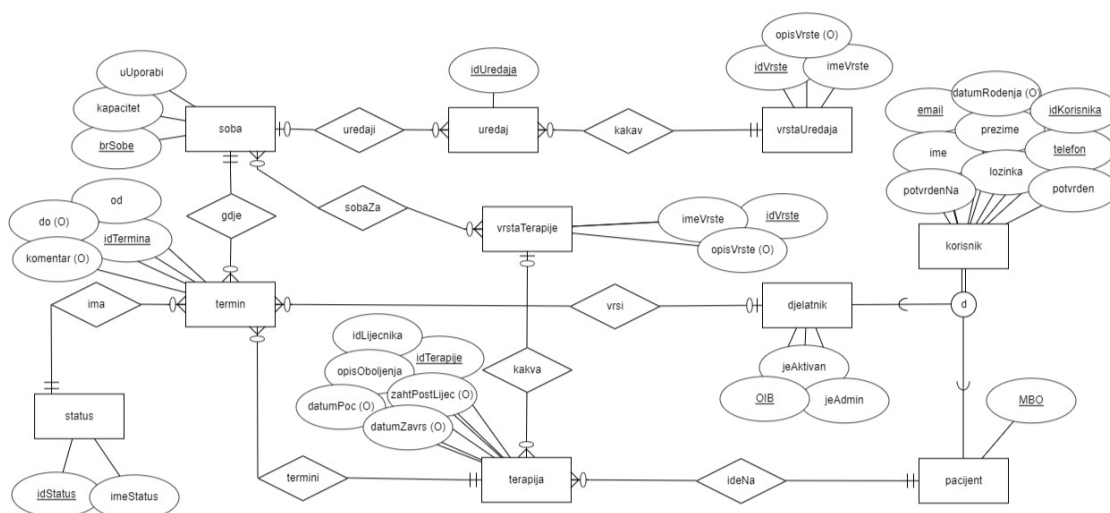 opisVrste (O)
idVrste
imeVrste
idUredaja
uUporabi
kapacitet
brSobe
soba
uredaji
uredaj
kakav
vrstaUredaja
datumRođenja (O)
email
idKorisnika
prezime
ime
telefon
lozinka
potvrdenNa
potvrden
korisnik
gdje
sobaZa
vrstaTerapije
imeVrste
idVrste
opisVrste (O)
od
do (O)
idTermina
komentar (O)
ima
termin
vrsi
djelatnik
d
idLijecnika
opisOboljenja
idTerapije
datumPoc (O)
zahtPostLijec (O)
datumZavrs (O)
kakva
jeAktivan
OIB
jeAdmin
MBO
status
idStatus
imeStatus
termini
terapija
ideNa
pacijent